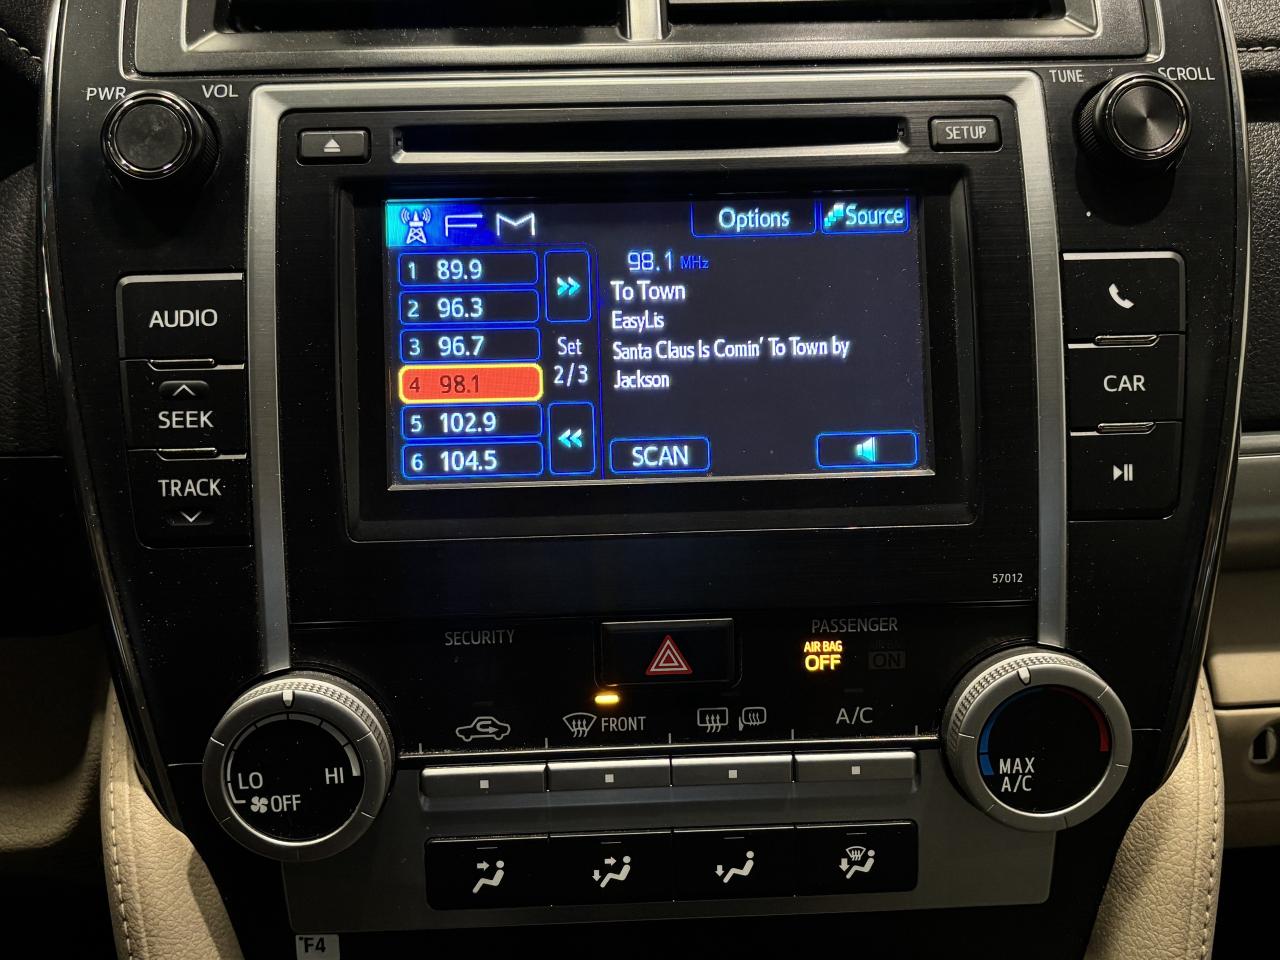 PWR VOL
TUNE SCROLL
SETUP
FM
Options
Source
1 89.9
2 96.3
3 96.7
4 98.1
5 102.9
6 104.5
Set
2/3
98.1 MHz
To Town
EasyLis
Santa Claus Is Comin' To Town by
Jackson
SCAN
AUDIO
SEEK
TRACK
CAR
57012
SECURITY
PASSENGER
AIR BAG
OFF
ON
FRONT
A/C
LO HI
OFF
MAX
A/C
F4